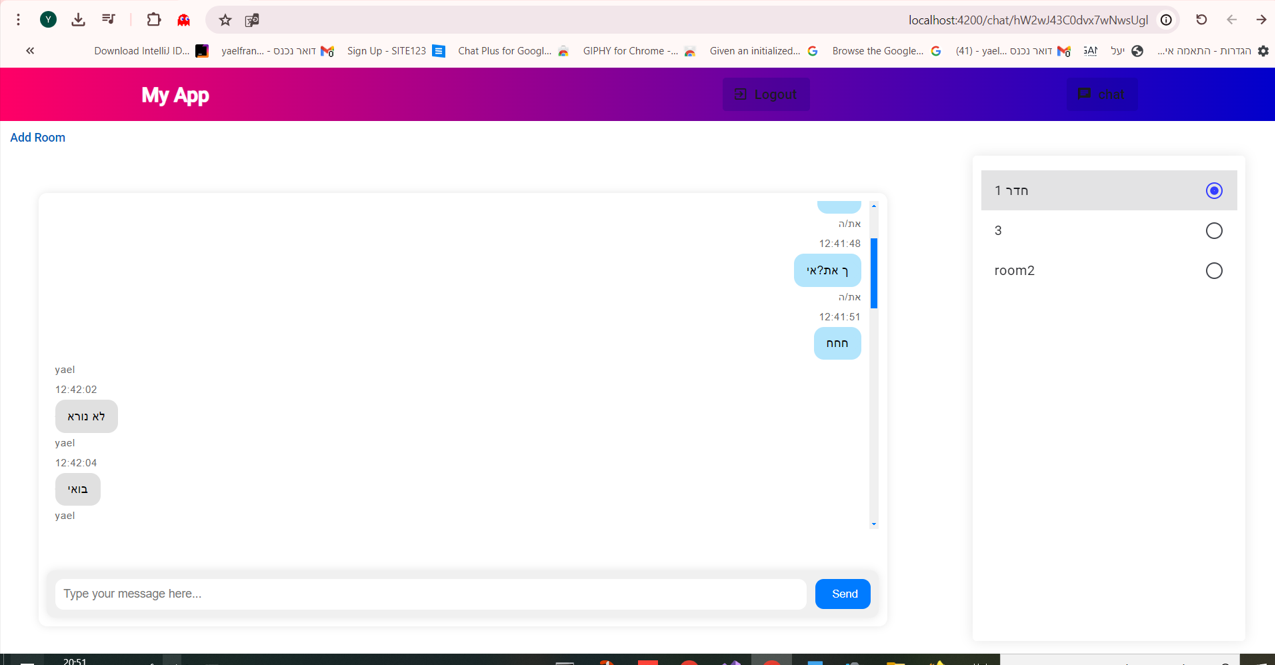 Y
localhost:4200/chat/hW2wJ43C0dvx7wNwsUgl
«
Download IntelliJ ID...
yaelfran... - דואר נכנס
Sign Up - SITE123
Chat Plus for Googl...
GIPHY for Chrome -...
Given an initialized...
Browse the Google...
(41) - yael... דואר נכנס
יעל
הגדרות - התאמה אי...
My App
Logout
Add Room
את/ה
12:41:48
ך את?אי
את/ה
12:41:51
חחח
yael
12:42:02
לא נורא
yael
12:42:04
בואי
yael
Type your message here...
Send
חדר 1
3
room2
20:51